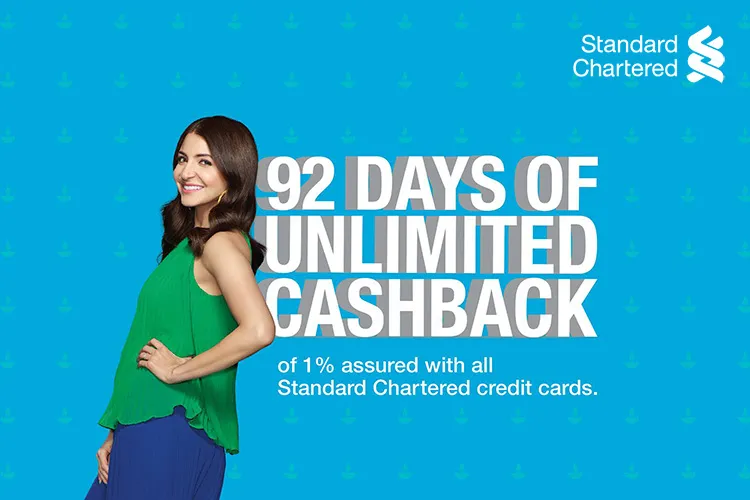 Standard
Chartered
92 DAYS OF
UNLIMITED
CASHBACK
of 1% assured with all
Standard Chartered credit cards.